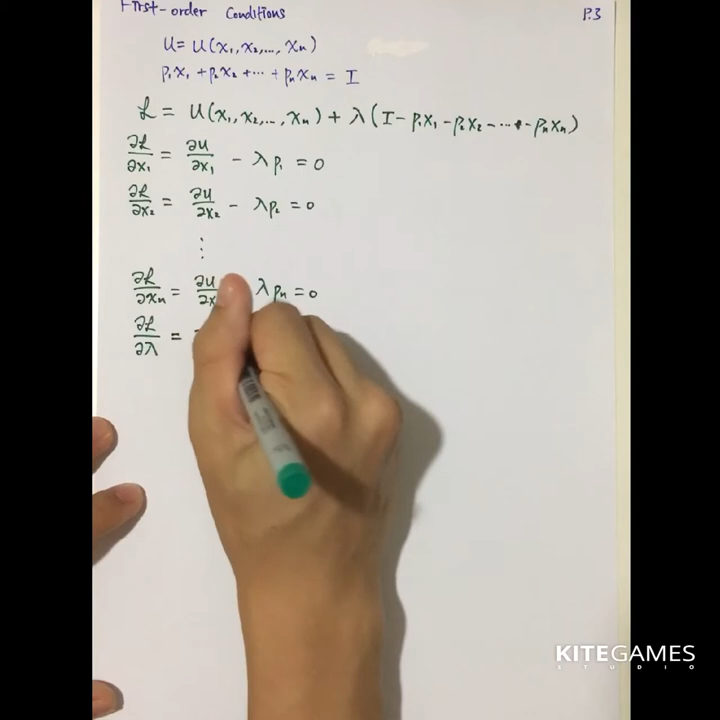 First-order Conditions
P.3
U = U(x₁, x₂, ..., xₙ)
p₁x₁ + p₂x₂ + ... + pₙxₙ = I
ℒ = U(x₁, x₂, ..., xₙ) + λ(I - p₁x₁ - p₂x₂ - ... - pₙxₙ)
∂ℒ/∂x₁ = ∂U/∂x₁ - λp₁ = 0
∂ℒ/∂x₂ = ∂U/∂x₂ - λp₂ = 0
⋮
∂ℒ/∂xₙ = ∂U/∂x λpₙ = 0
∂ℒ/∂λ =
KITEGAMES
STUDIO